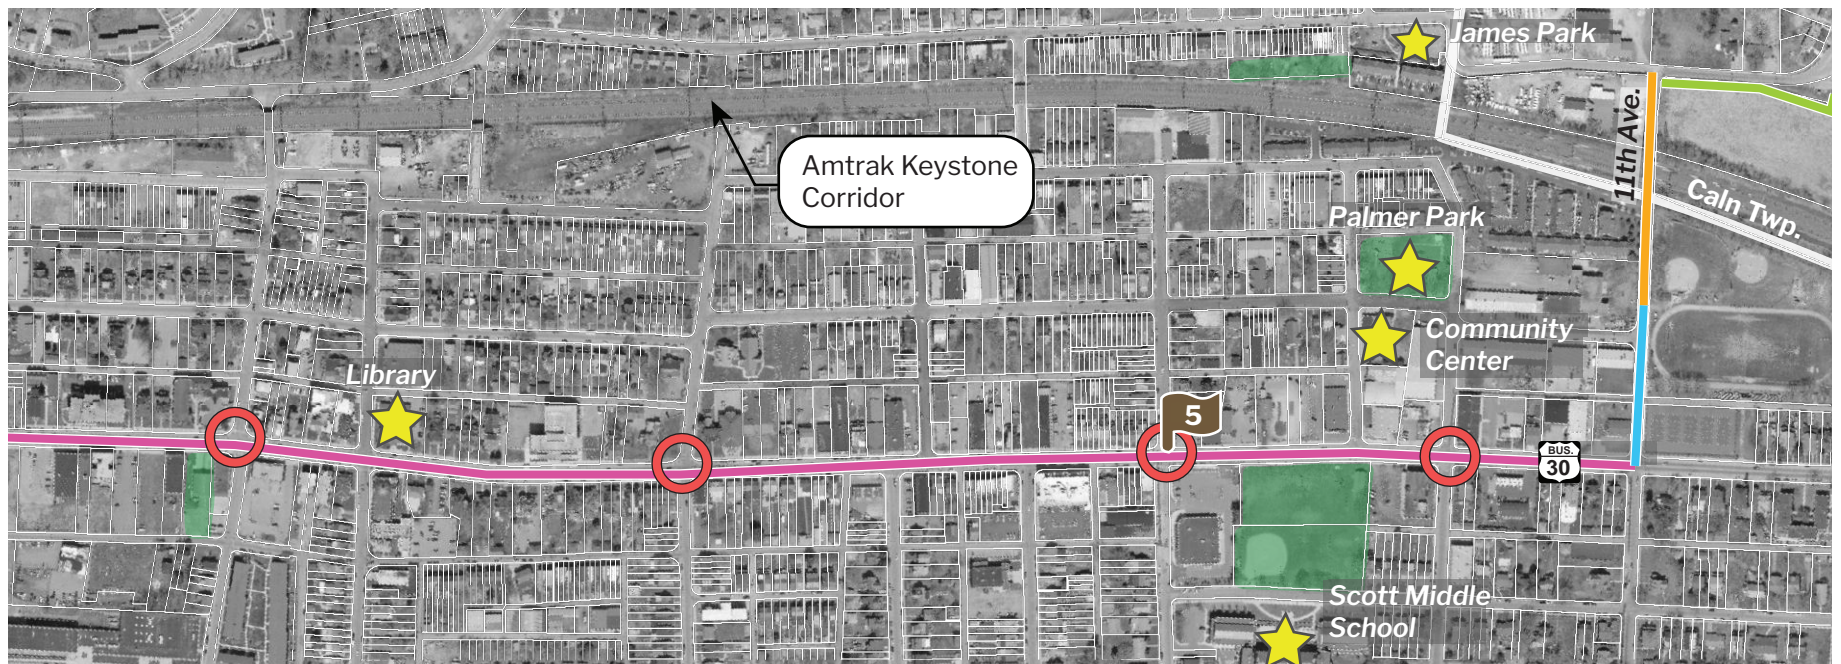 James Park
11th Ave.
Amtrak Keystone
Corridor
Caln Twp.
Palmer Park
Community
Center
Library
5
BUS.
30
Scott Middle
School